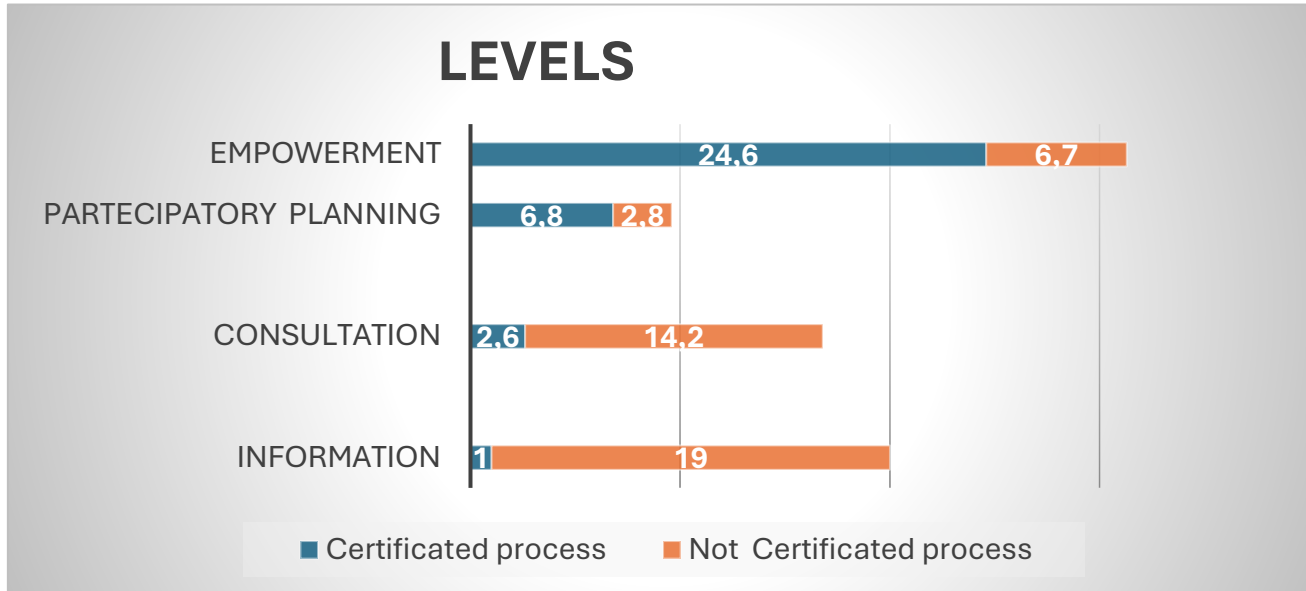 LEVELS
EMPOWERMENT 24,6 6,7
PARTECIPATORY PLANNING 6,8 2,8
CONSULTATION 2,6 14,2
INFORMATION 1 19
Certificated process Not Certificated process